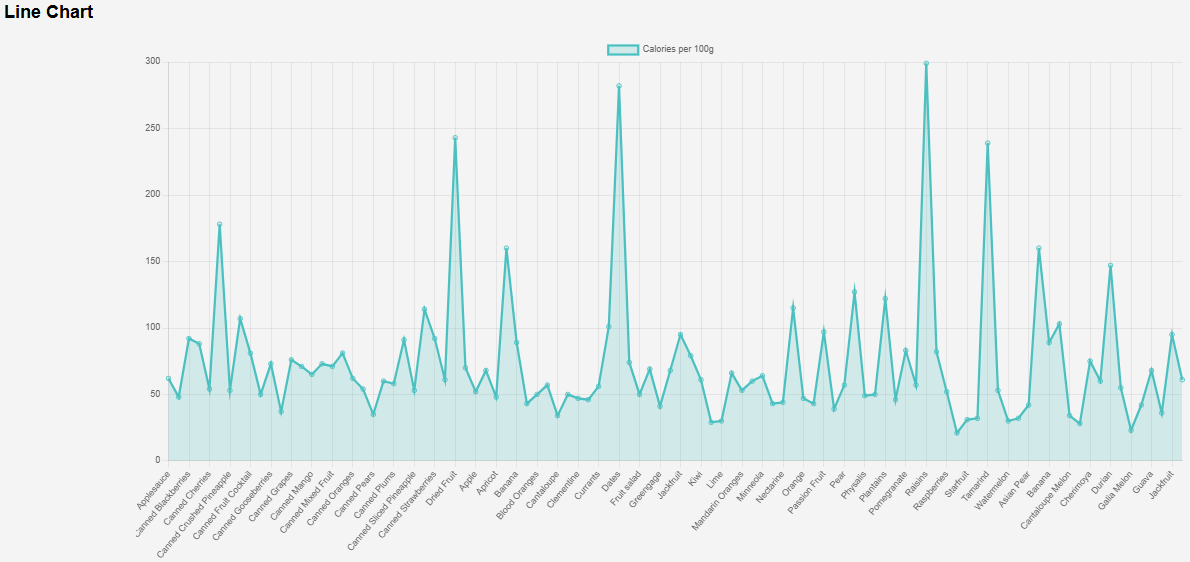 Line Chart
Calories per 100g
300
250
200
150
100
50
0
Applesauce
Canned Blackberries
Canned Cherries
Canned Crushed Pineapple
Canned Fruit Cocktail
Canned Gooseberries
Canned Grapes
Canned Mango
Canned Mixed Fruit
Canned Oranges
Canned Pears
Canned Plums
Canned Sliced Pineapple
Canned Strawberries
Dried Fruit
Apple
Apricot
Banana
Blood Oranges
Cantaloupe
Clementine
Currants
Dates
Fruit salad
Greengage
Jackfruit
Kiwi
Lime
Mandarin Oranges
Minneola
Nectarine
Orange
Passion Fruit
Pear
Physalis
Plantains
Pomegranate
Raisins
Raspberries
Starfruit
Tamarind
Watermelon
Asian Pear
Banana
Cantaloupe Melon
Cherimoya
Durian
Galia Melon
Guava
Jackfruit